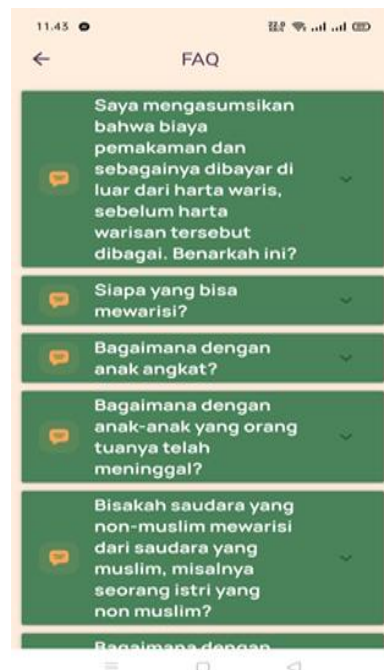 11.43
FAQ
Saya mengasumsikan
bahwa biaya
pemakaman dan
sebagainya dibayar di
luar dari harta waris,
sebelum harta
warisan tersebut
dibagi. Benarkah ini?
Siapa yang bisa
mewarisi?
Bagaimana dengan
anak angkat?
Bagaimana dengan
anak-anak yang orang
tuanya telah
meninggal?
Bisakah saudara yang
non-muslim mewarisi
dari saudara yang
muslim, misalnya
seorang istri yang
non muslim?
Bagaimana dengan